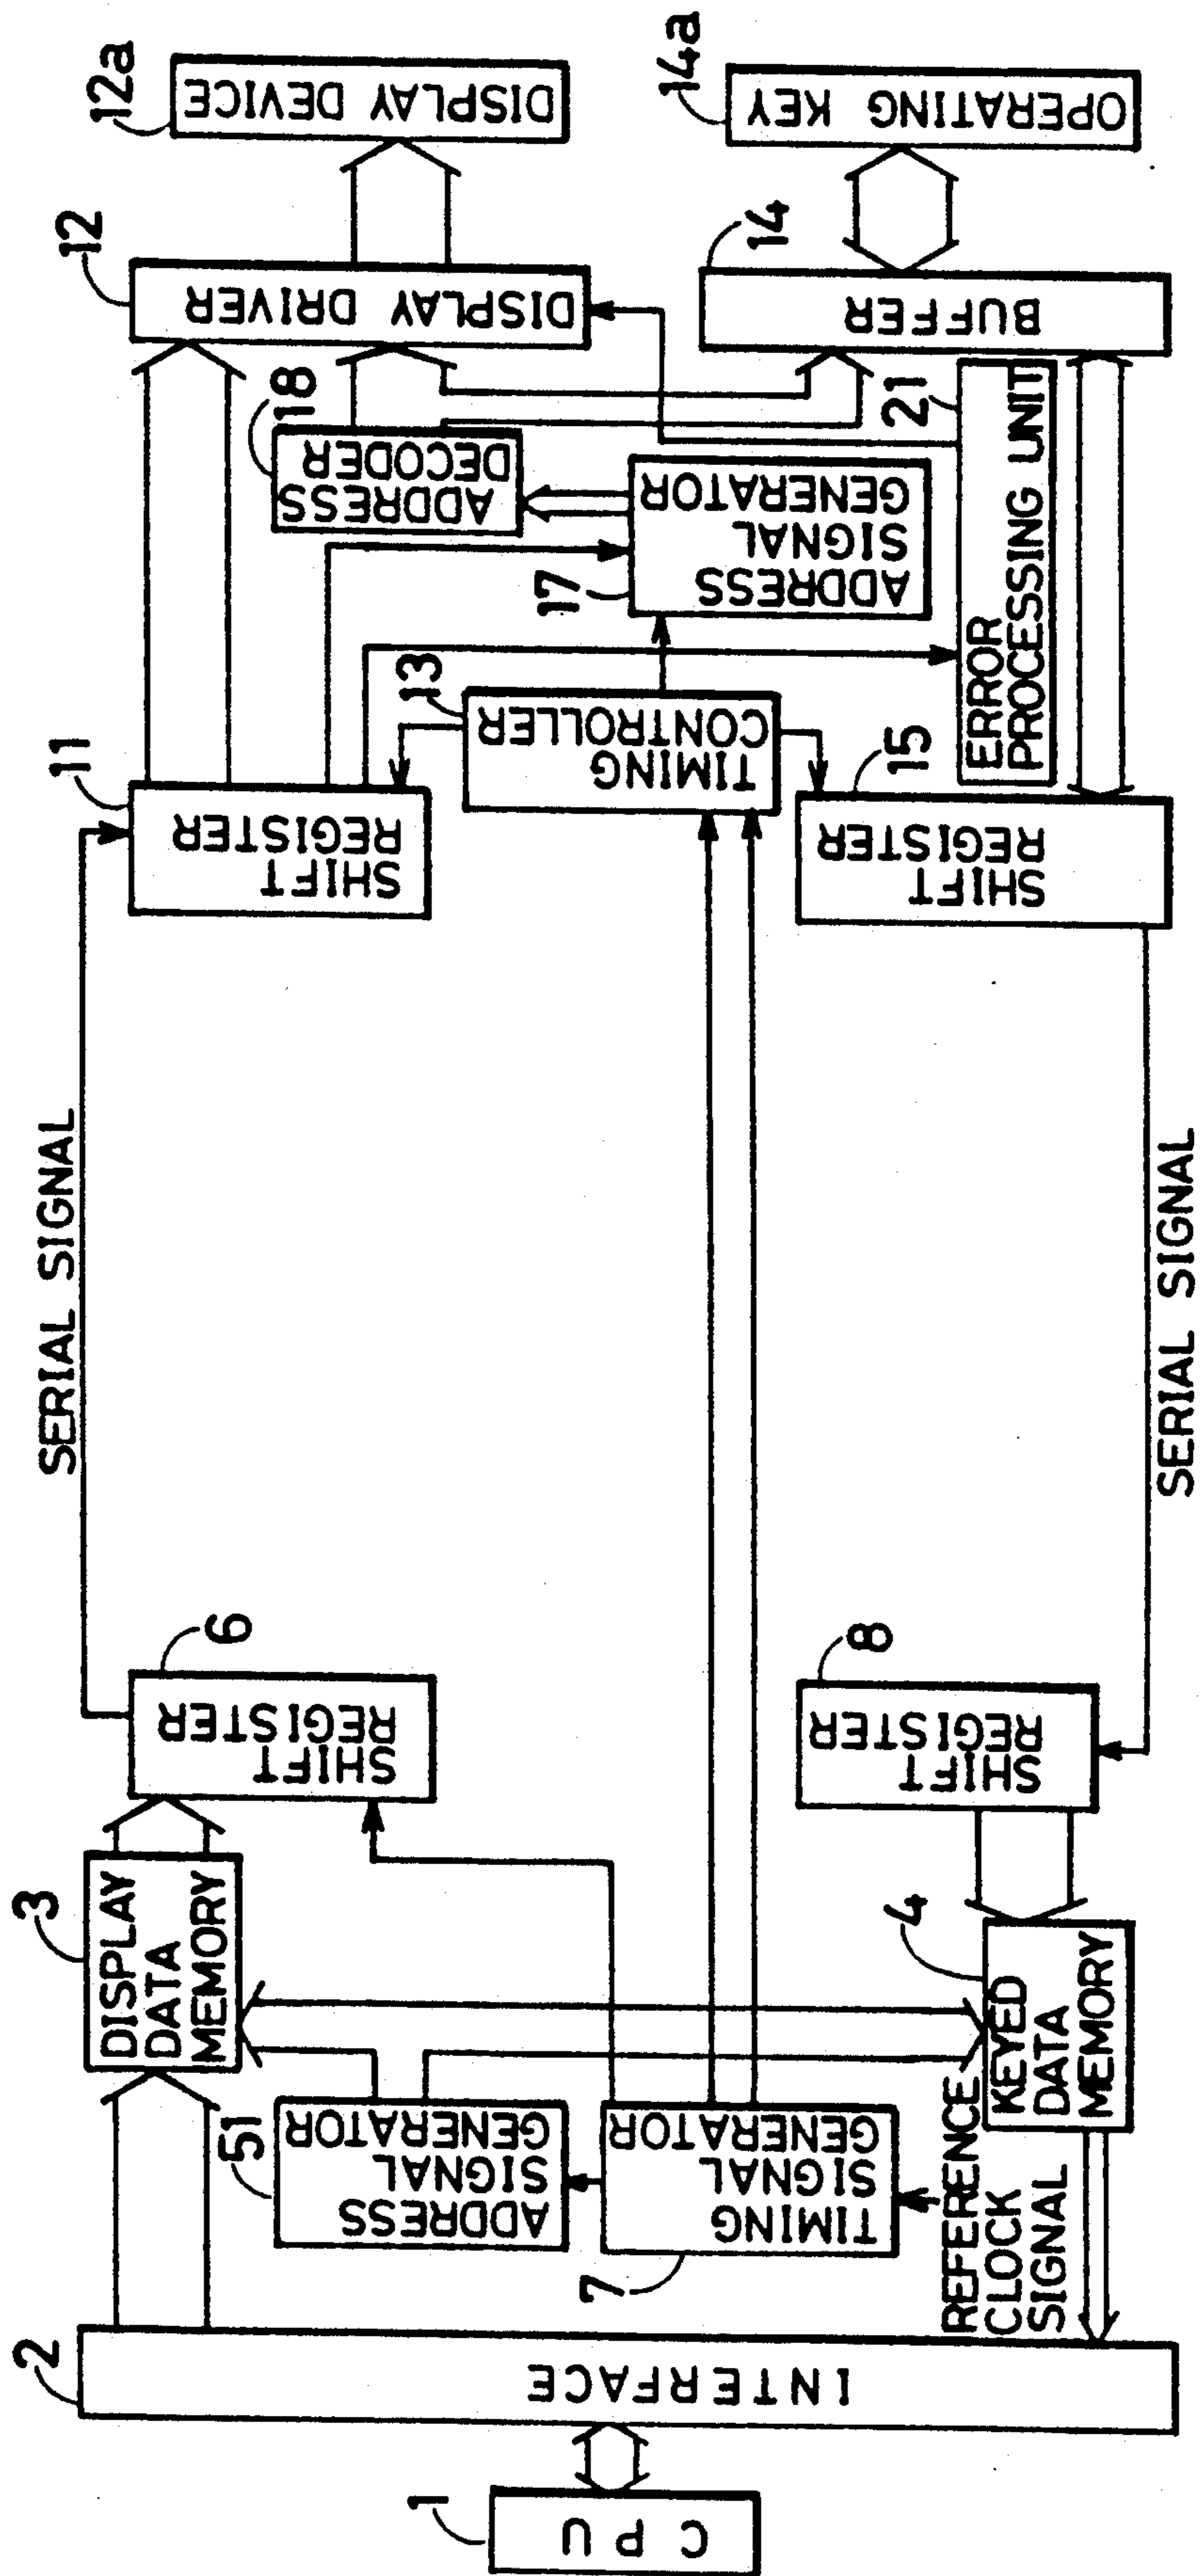 1
CPU
2
INTERFACE
3
DISPLAY
DATA
MEMORY
51
ADDRESS
SIGNAL
GENERATOR
7
TIMING
SIGNAL
GENERATOR
REFERENCE
CLOCK
SIGNAL
4
KEYED
DATA
MEMORY
6
SHIFT
REGISTER
8
SHIFT
REGISTER
SERIAL SIGNAL
SERIAL SIGNAL
11
SHIFT
REGISTER
13
TIMING
CONTROLLER
15
SHIFT
REGISTER
17
ADDRESS
SIGNAL
GENERATOR
18
ADDRESS
DECODER
21
ERROR
PROCESSING UNIT
12
DISPLAY DRIVER
14
BUFFER
12a
DISPLAY DEVICE
14a
OPERATING KEY